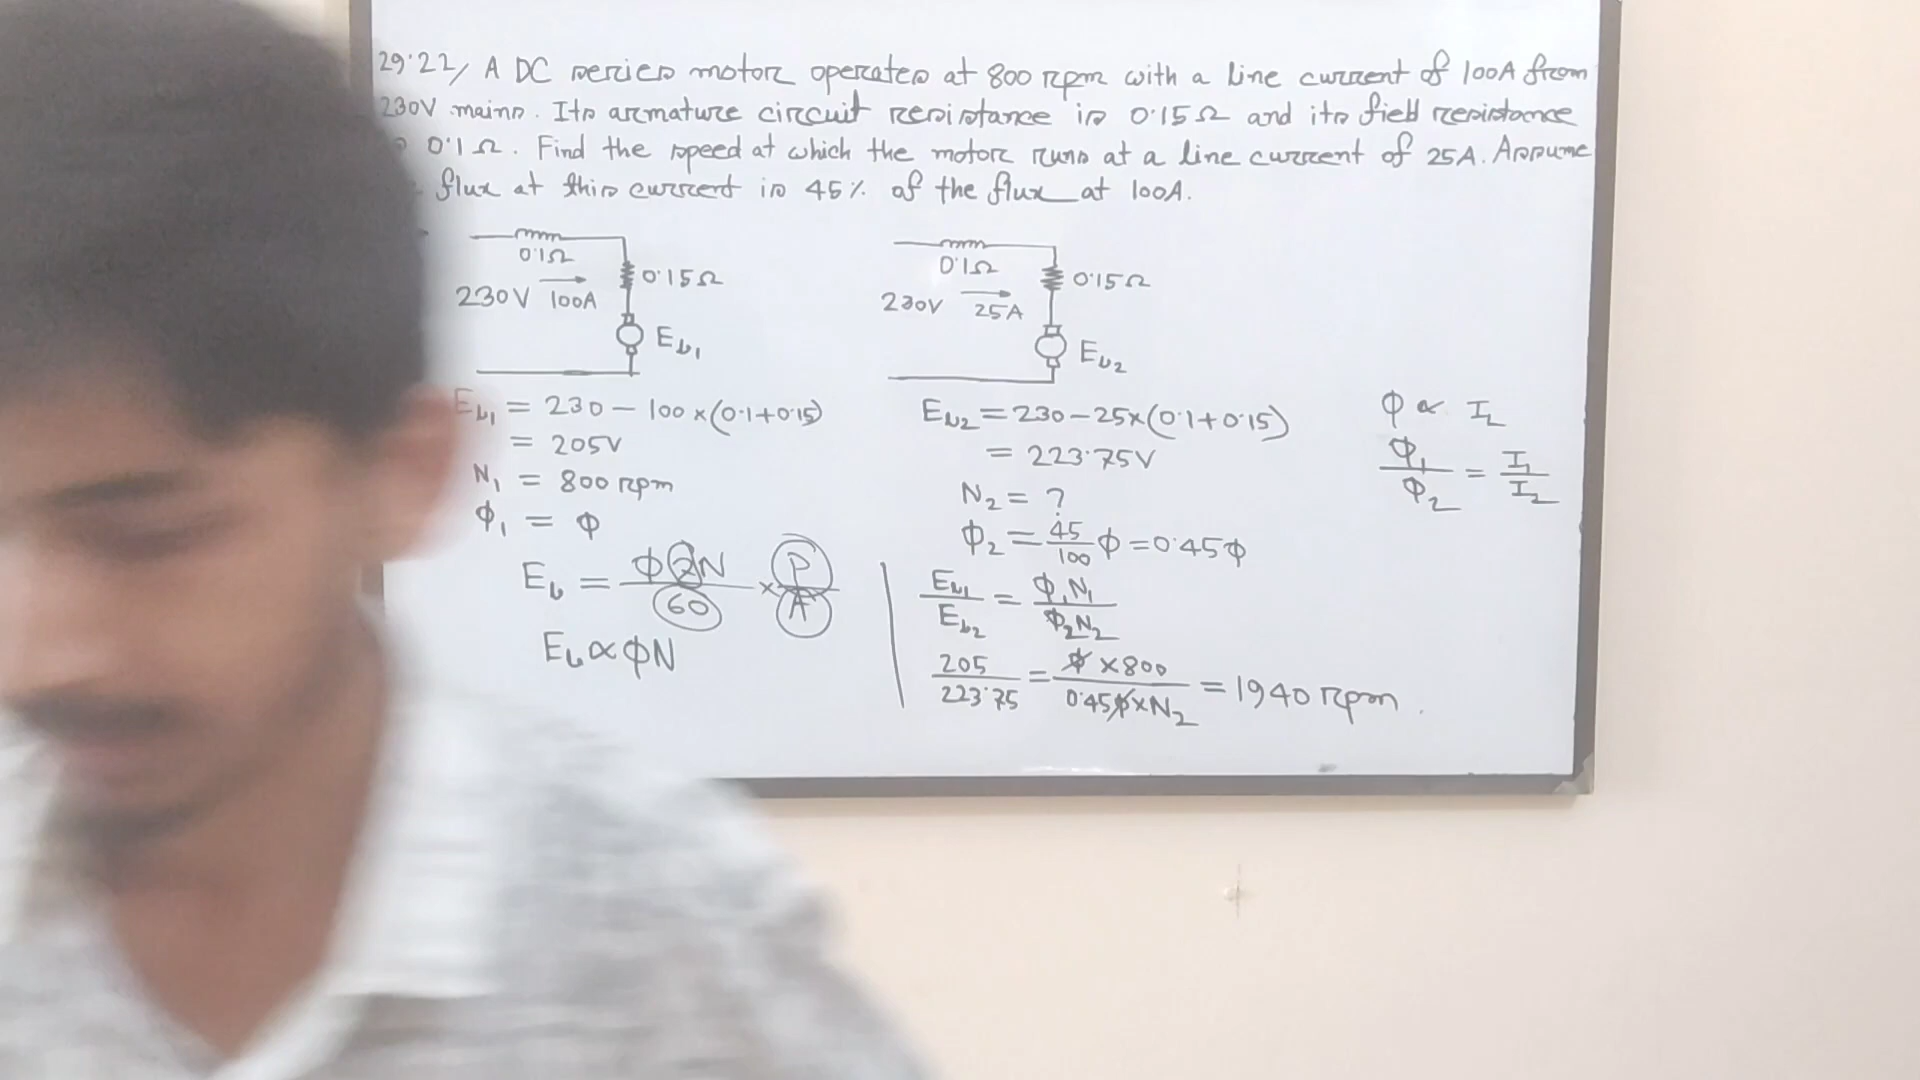 29.22, A DC series motor operates at 800 rpm with a line current of 100A from
230V mains. Its armature circuit resistance is 0.15Ω and its field resistance
0.1Ω. Find the speed at which the motor runs at a line current of 25A. Assume
flux at this current is 45% of the flux at 100A.
0.1Ω
0.15Ω
230V 100A
Eb1
0.1Ω
0.15Ω
230V 25A
Eb2
Eb1 = 230 - 100 x (0.1+0.15)
= 205V
N1 = 800 rpm
Φ1 = Φ
Eb = ΦZN/60 x P/A
Eb ∝ ΦN
Eb2 = 230 - 25x(0.1+0.15)
= 223.75V
N2 = ?
Φ2 = 45/100 Φ = 0.45Φ
Eb1/Eb2 = Φ1N1/Φ2N2
205/223.75 = Φ x 800/0.45Φ x N2 = 1940 rpm.
Φ ∝ IL
Φ1/Φ2 = I1/I2